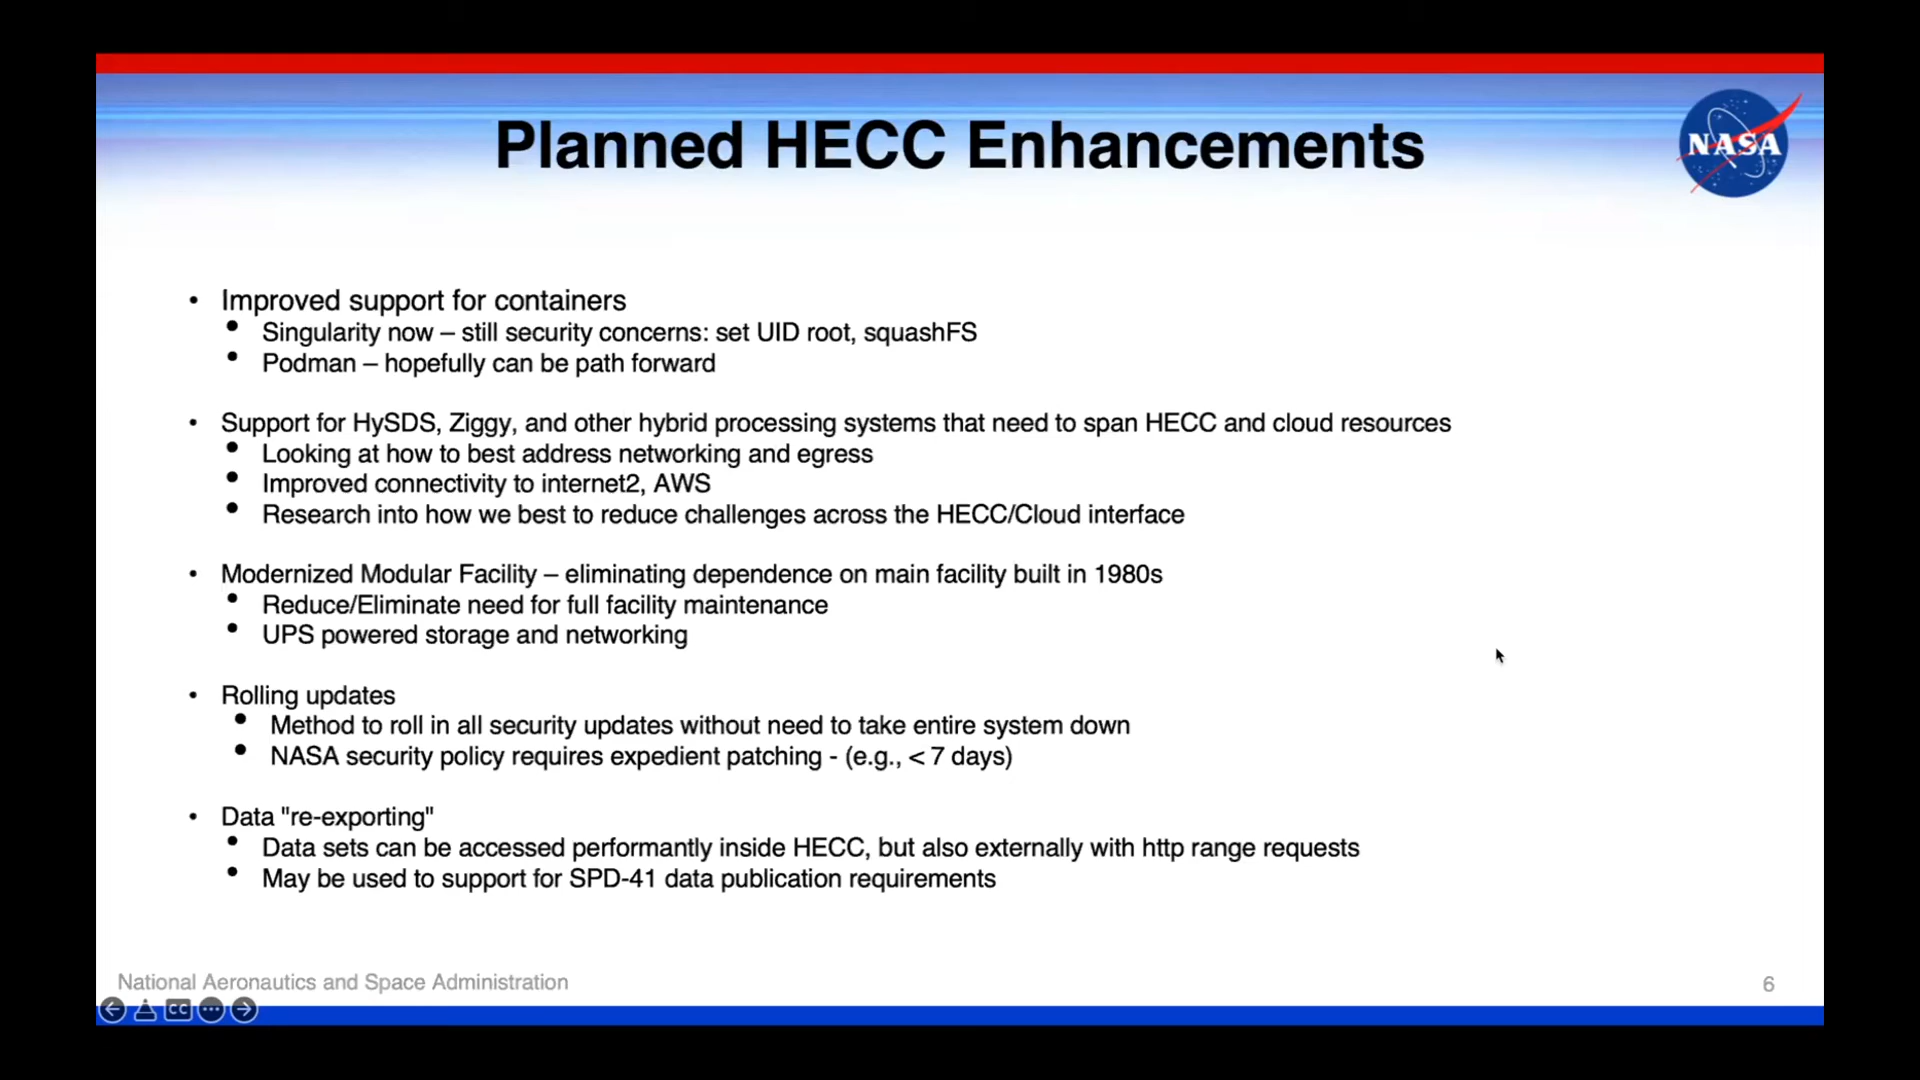 Planned HECC Enhancements
NASA
• Improved support for containers
• Singularity now – still security concerns: set UID root, squashFS
• Podman – hopefully can be path forward
• Support for HySDS, Ziggy, and other hybrid processing systems that need to span HECC and cloud resources
• Looking at how to best address networking and egress
• Improved connectivity to internet2, AWS
• Research into how we best to reduce challenges across the HECC/Cloud interface
• Modernized Modular Facility – eliminating dependence on main facility built in 1980s
• Reduce/Eliminate need for full facility maintenance
• UPS powered storage and networking
• Rolling updates
• Method to roll in all security updates without need to take entire system down
• NASA security policy requires expedient patching - (e.g., < 7 days)
• Data "re-exporting"
• Data sets can be accessed performantly inside HECC, but also externally with http range requests
• May be used to support for SPD-41 data publication requirements
National Aeronautics and Space Administration
6
CC